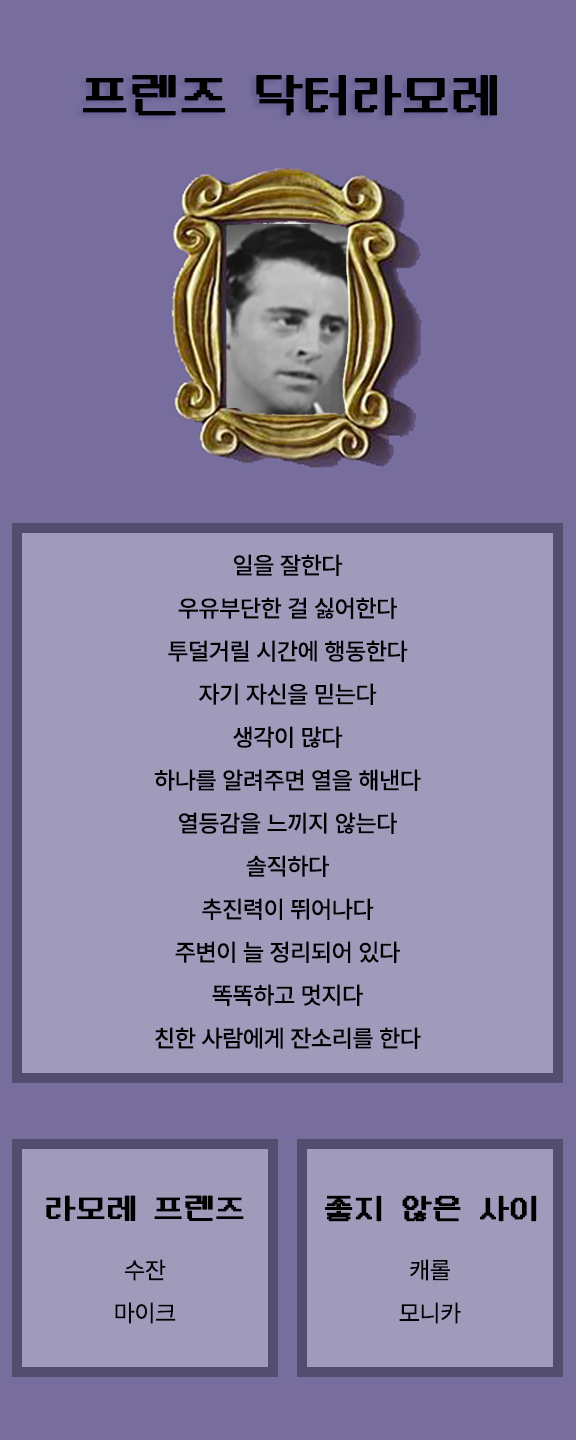 프렌즈 닥터라모레
일을 잘한다
우유부단한 걸 싫어한다
투덜거릴 시간에 행동한다
자기 자신을 믿는다
생각이 많다
하나를 알려주면 열을 해낸다
열등감을 느끼지 않는다
솔직하다
추진력이 뛰어나다
주변이 늘 정리되어 있다
똑똑하고 멋지다
친한 사람에게 잔소리를 한다
라모레 프렌즈
수잔
마이크
좋지 않은 사이
캐롤
모니카